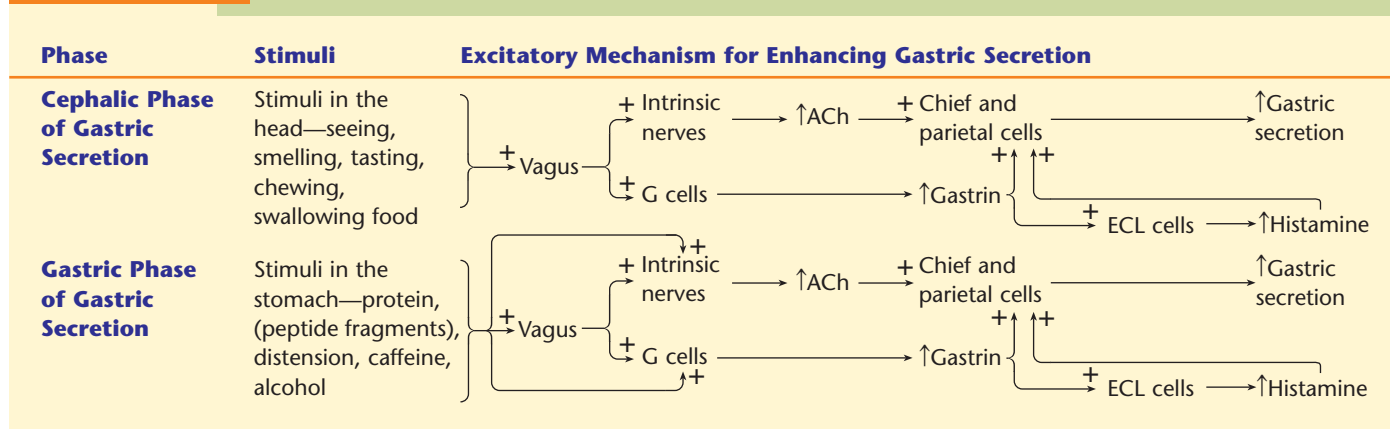 Phase Stimuli Excitatory Mechanism for Enhancing Gastric Secretion
Cephalic Phase
of Gastric
Secretion
Stimuli in the
head—seeing,
smelling, tasting,
chewing,
swallowing food
+
Vagus
+ Intrinsic
nerves
↑ACh
+ Chief and
parietal cells
↑Gastric
secretion
+ +
+
G cells
↑Gastrin
+
ECL cells
↑Histamine
Gastric Phase
of Gastric
Secretion
Stimuli in the
stomach—protein,
(peptide fragments),
distension, caffeine,
alcohol
+
Vagus
+
+ Intrinsic
nerves
↑ACh
+ Chief and
parietal cells
↑Gastric
secretion
+ +
+
G cells
+
↑Gastrin
+
ECL cells
↑Histamine